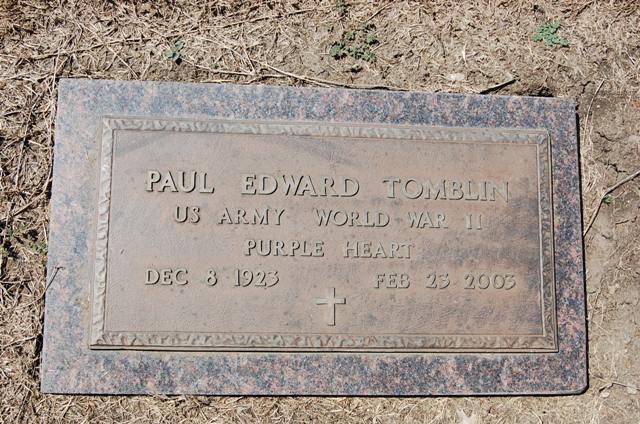 PAUL EDWARD TOMBLIN
US ARMY WORLD WAR II
PURPLE HEART
DEC 8 1923 FEB 23 2003